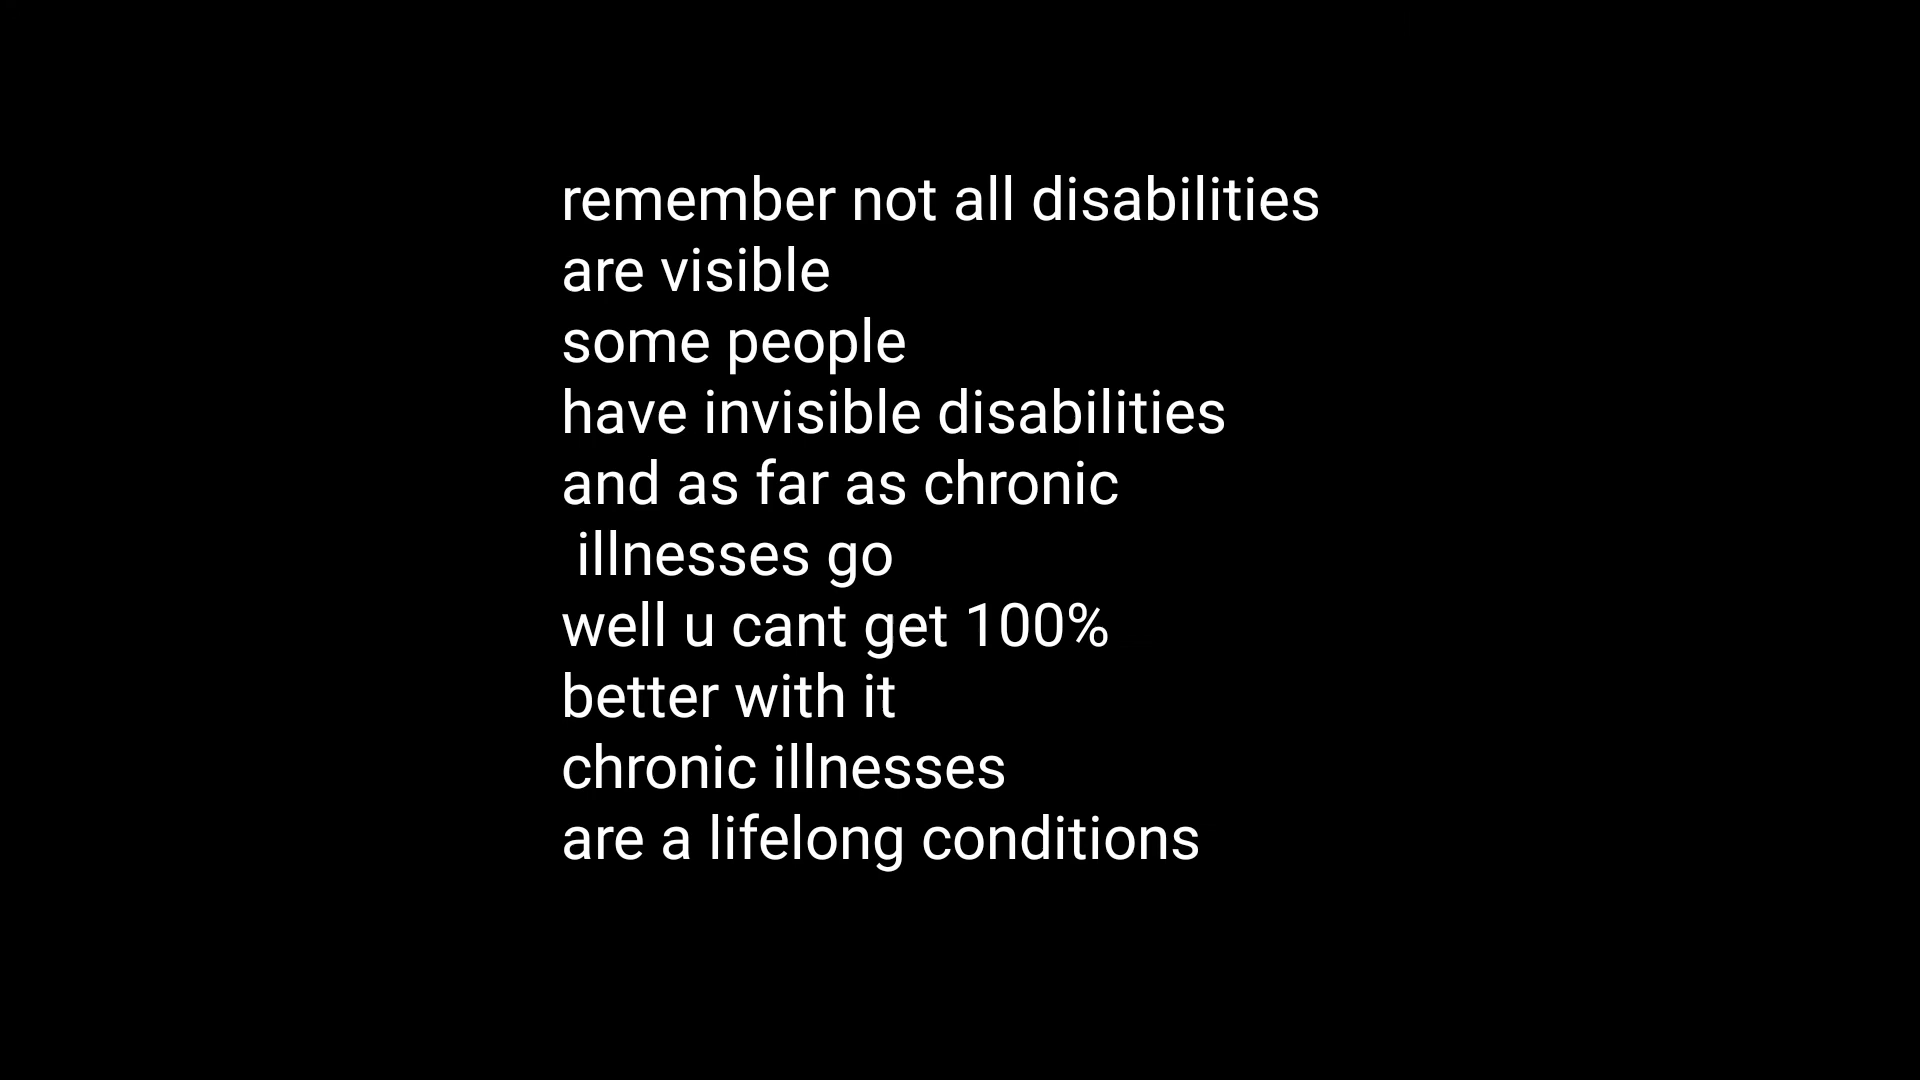 remember not all disabilities
are visible
some people
have invisible disabilities
and as far as chronic
illnesses go
well u cant get 100%
better with it
chronic illnesses
are a lifelong conditions